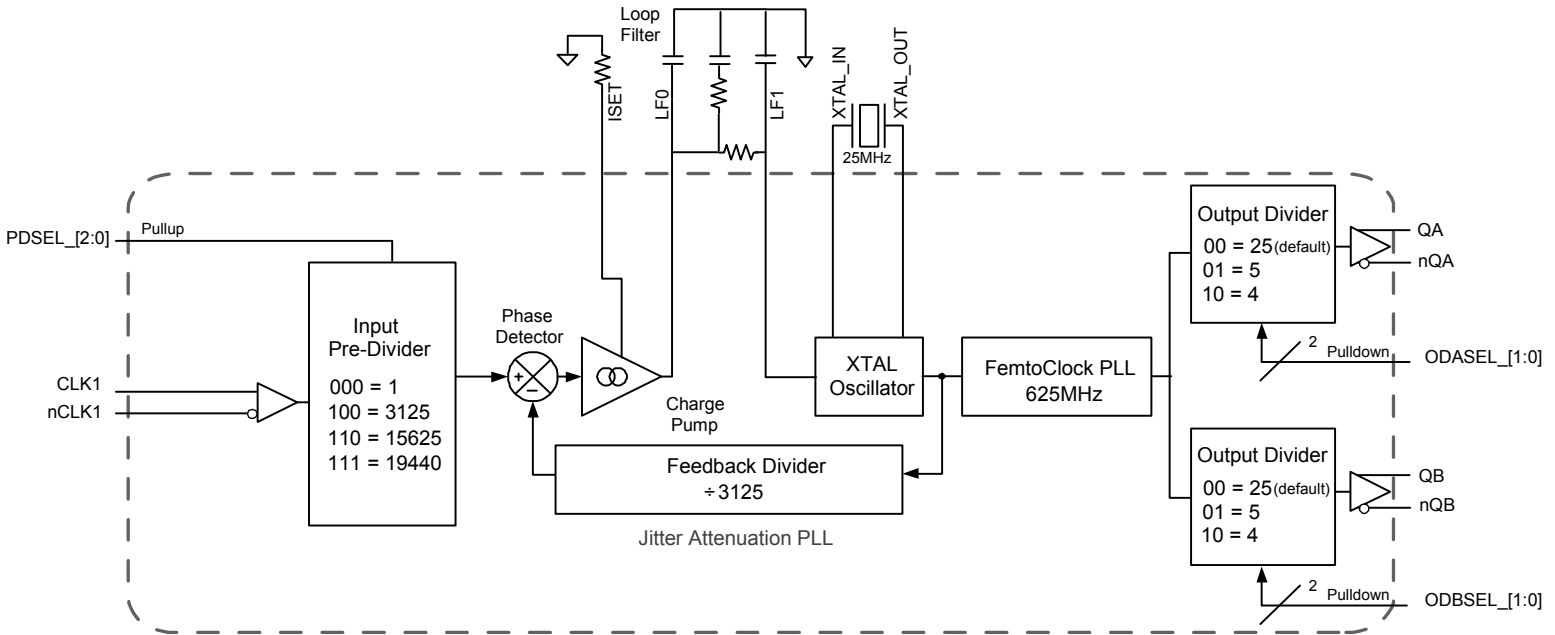 Loop
Filter
ISET
LF0
LF1
XTAL_IN
XTAL_OUT
25MHz
PDSEL_[2:0]
Pullup
Input
Pre-Divider
000 = 1
100 = 3125
110 = 15625
111 = 19440
CLK1
nCLK1
Phase
Detector
+
−
Charge
Pump
XTAL
Oscillator
FemtoClock PLL
625MHz
Feedback Divider
÷3125
Jitter Attenuation PLL
Output Divider
00 = 25(default)
01 = 5
10 = 4
QA
nQA
2
Pulldown
ODASEL_[1:0]
Output Divider
00 = 25(default)
01 = 5
10 = 4
QB
nQB
2
Pulldown
ODBSEL_[1:0]